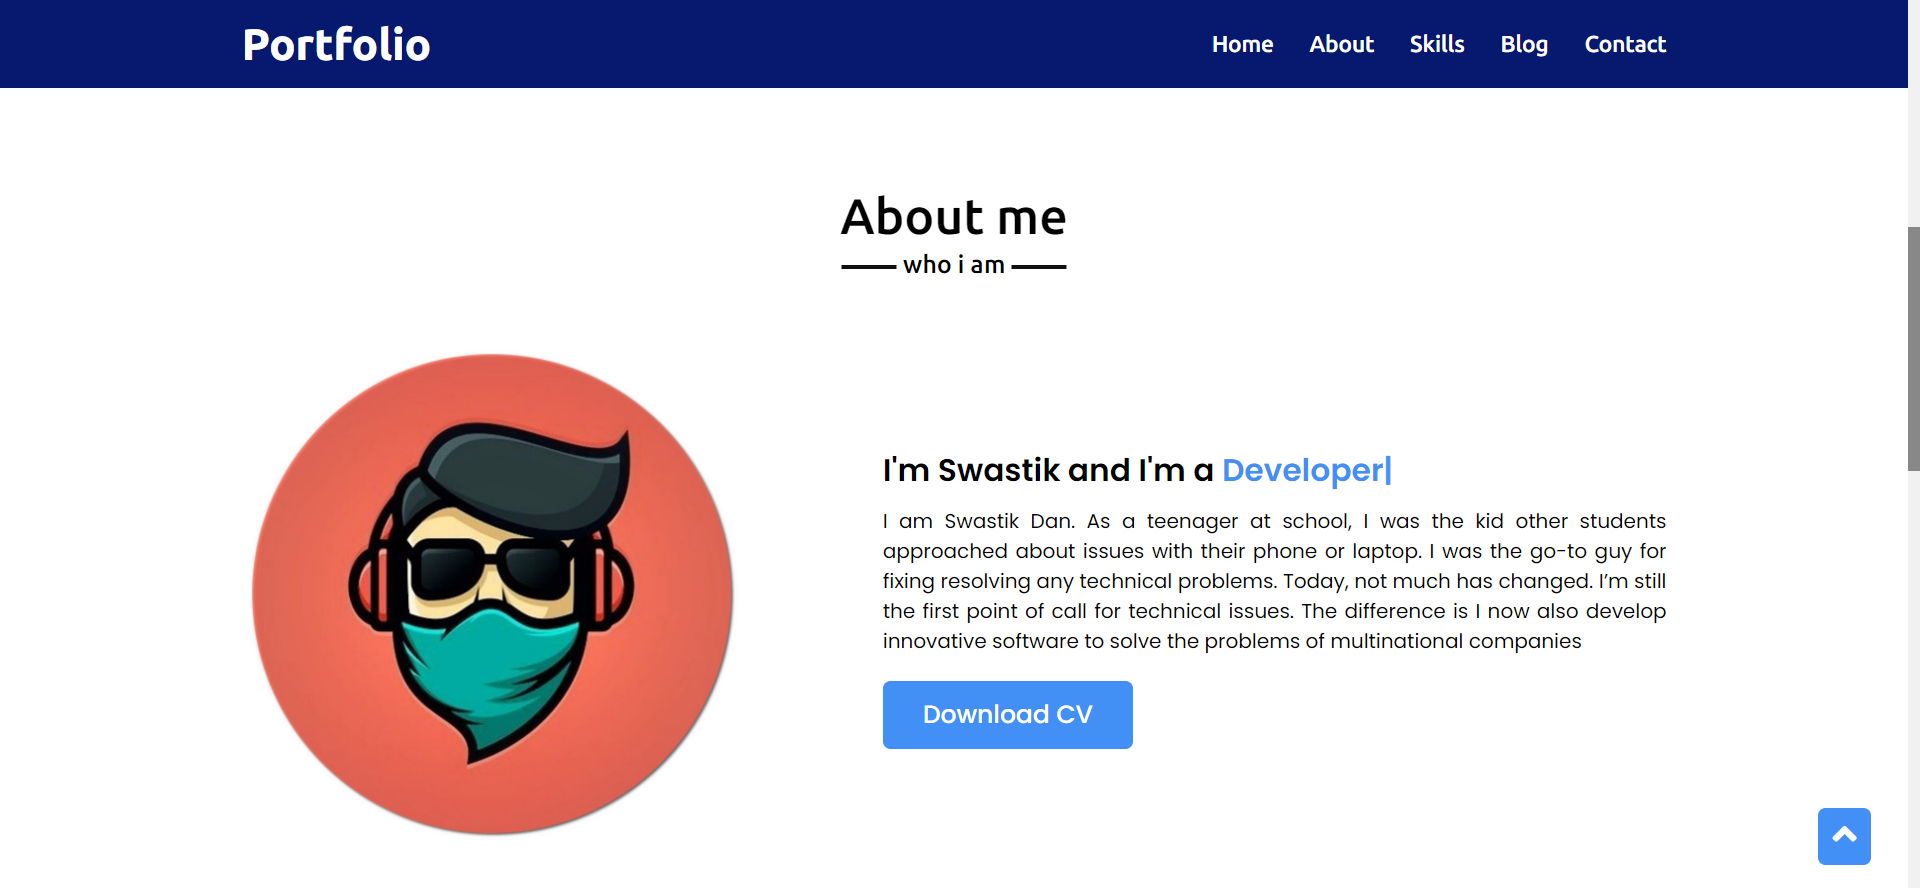 Portfolio
Home About Skills Blog Contact
About me
who i am
I'm Swastik and I'm a Developer|
I am Swastik Dan. As a teenager at school, I was the kid other students
approached about issues with their phone or laptop. I was the go-to guy for
fixing resolving any technical problems. Today, not much has changed. I’m still
the first point of call for technical issues. The difference is I now also develop
innovative software to solve the problems of multinational companies
Download CV